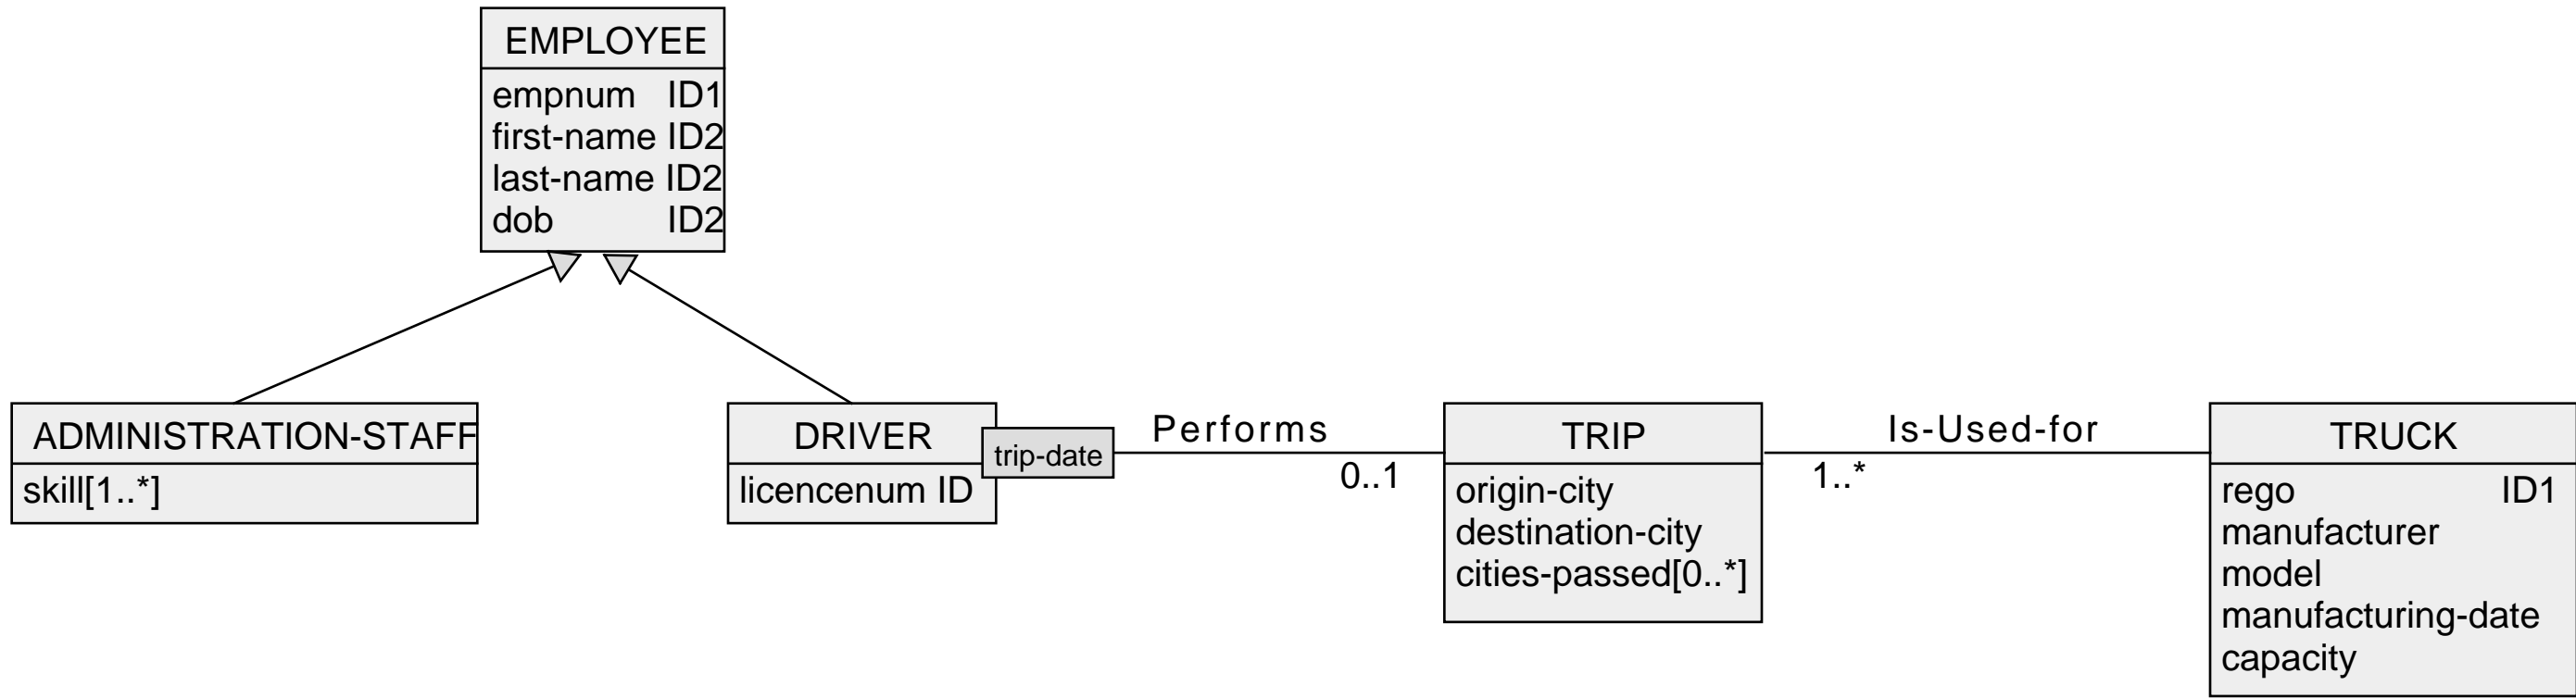 EMPLOYEE
empnum ID1
first-name ID2
last-name ID2
dob ID2
ADMINISTRATION-STAFF
skill[1..*]
DRIVER
licencenum ID
trip-date
Performs
0..1
TRIP
origin-city
destination-city
cities-passed[0..*]
Is-Used-for
1..*
TRUCK
rego ID1
manufacturer
model
manufacturing-date
capacity